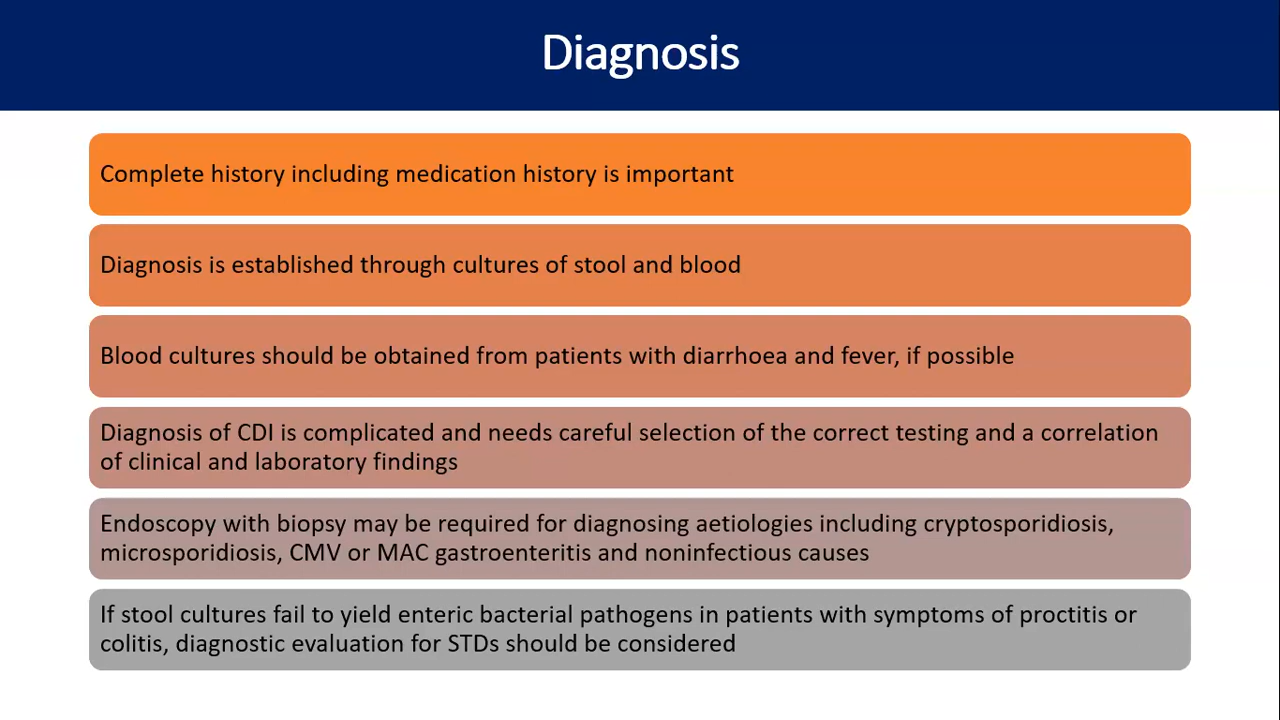 Diagnosis
Complete history including medication history is important
Diagnosis is established through cultures of stool and blood
Blood cultures should be obtained from patients with diarrhoea and fever, if possible
Diagnosis of CDI is complicated and needs careful selection of the correct testing and a correlation
of clinical and laboratory findings
Endoscopy with biopsy may be required for diagnosing aetiologies including cryptosporidiosis,
microsporidiosis, CMV or MAC gastroenteritis and noninfectious causes
If stool cultures fail to yield enteric bacterial pathogens in patients with symptoms of proctitis or
colitis, diagnostic evaluation for STDs should be considered